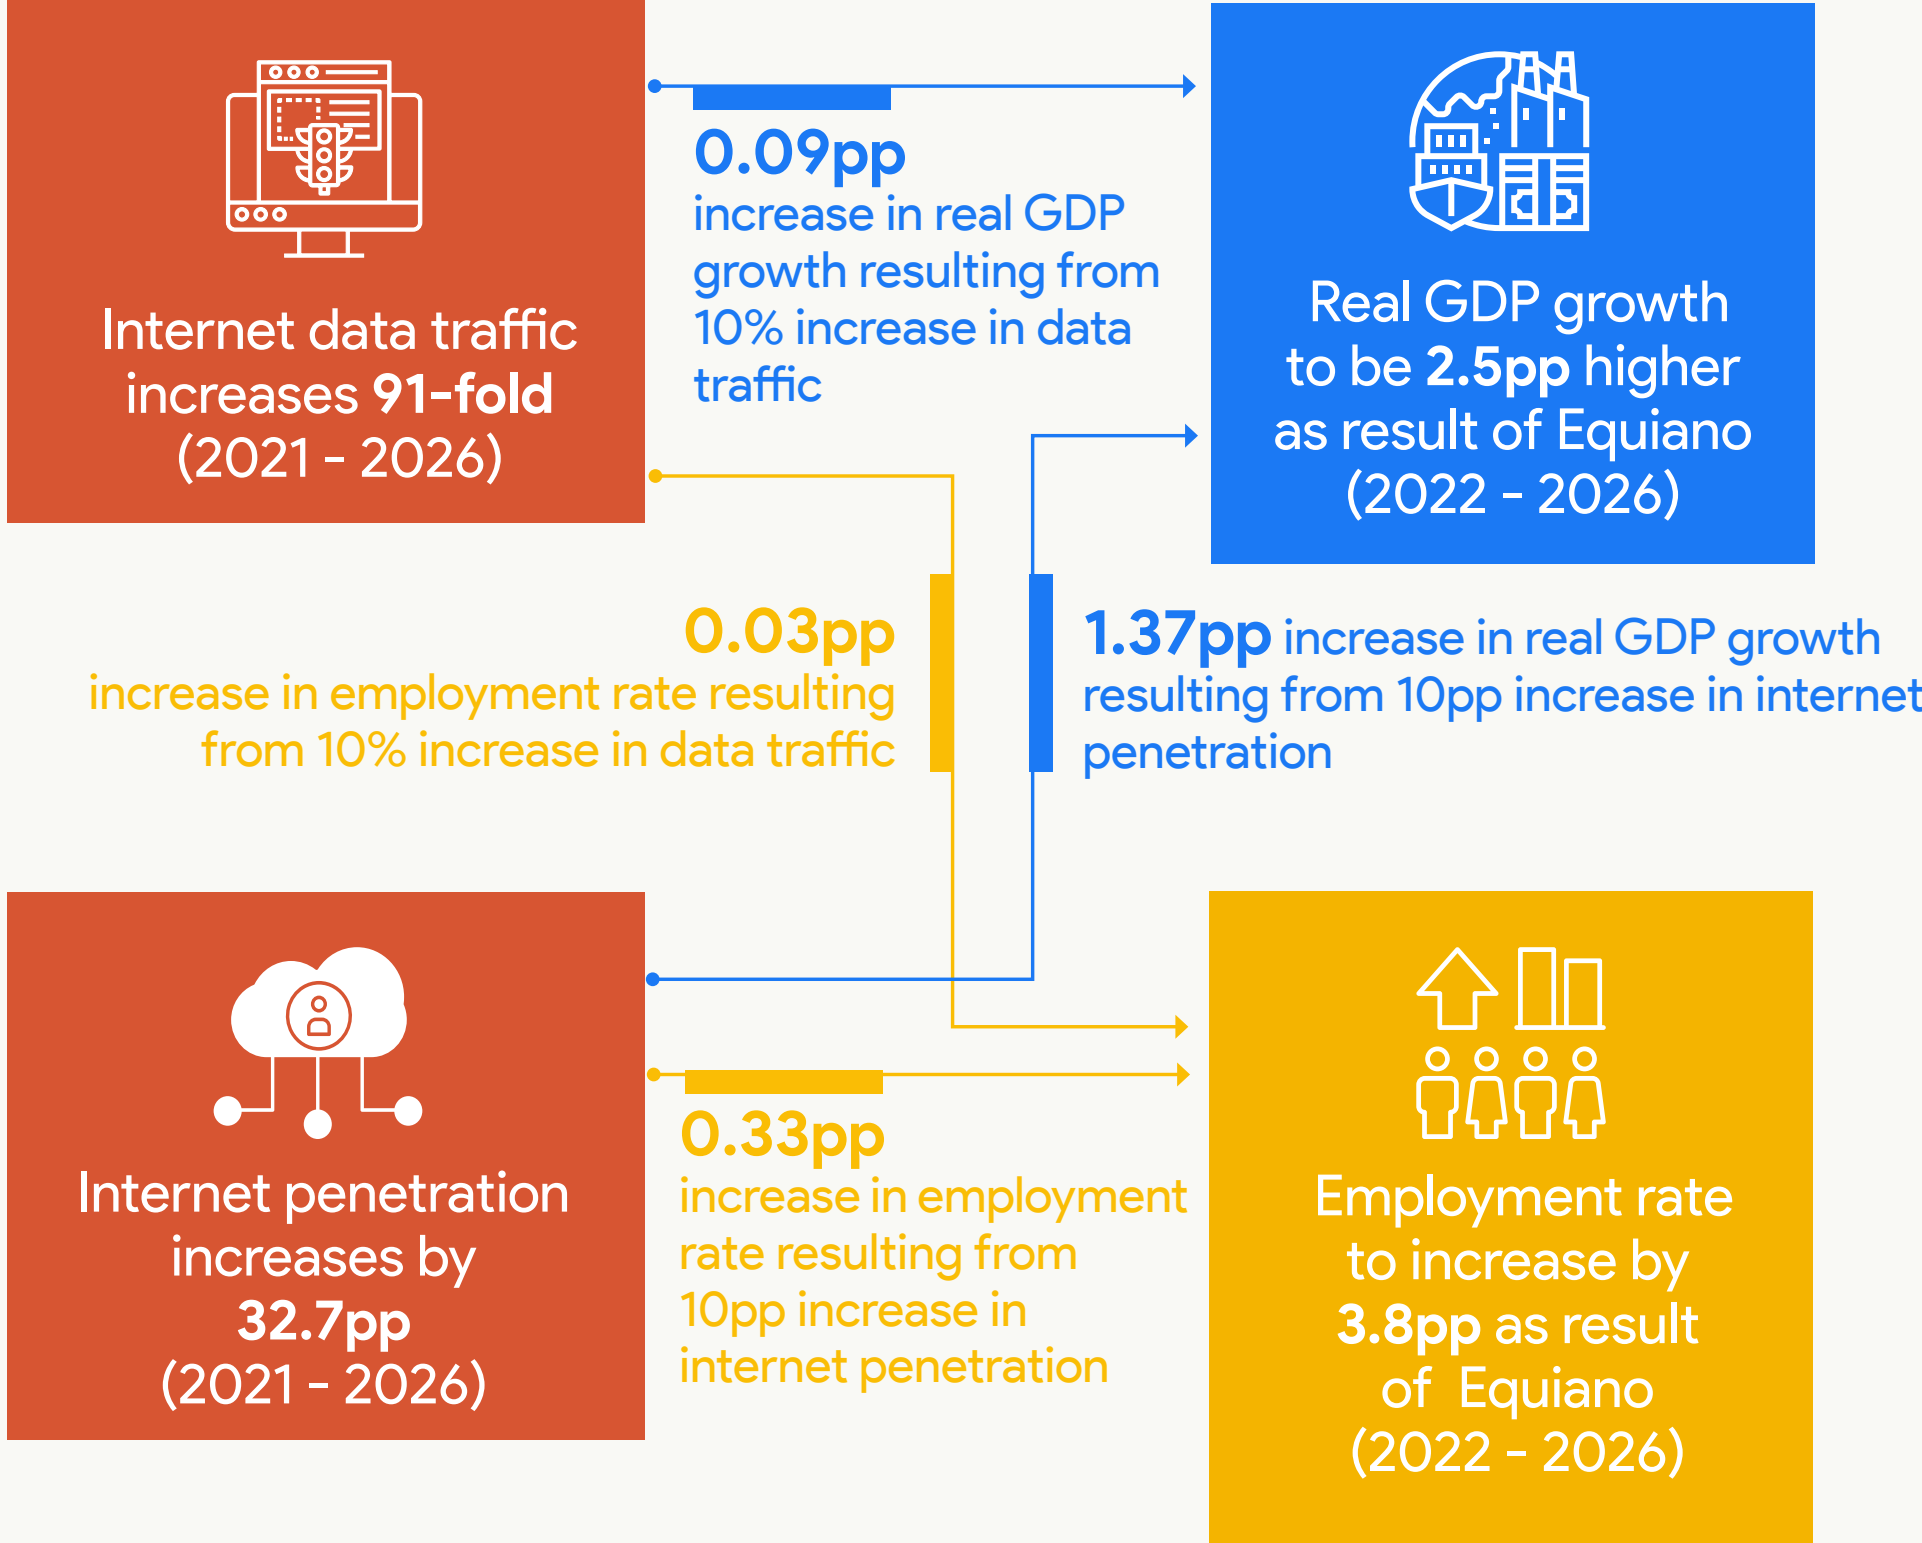 Internet data traffic
increases 91-fold
(2021 - 2026)
0.09pp
increase in real GDP
growth resulting from
10% increase in data
traffic
Real GDP growth
to be 2.5pp higher
as result of Equiano
(2022 - 2026)
0.03pp
increase in employment rate resulting
from 10% increase in data traffic
1.37pp increase in real GDP growth
resulting from 10pp increase in internet
penetration
Internet penetration
increases by
32.7pp
(2021 - 2026)
0.33pp
increase in employment
rate resulting from
10pp increase in
internet penetration
Employment rate
to increase by
3.8pp as result
of Equiano
(2022 - 2026)